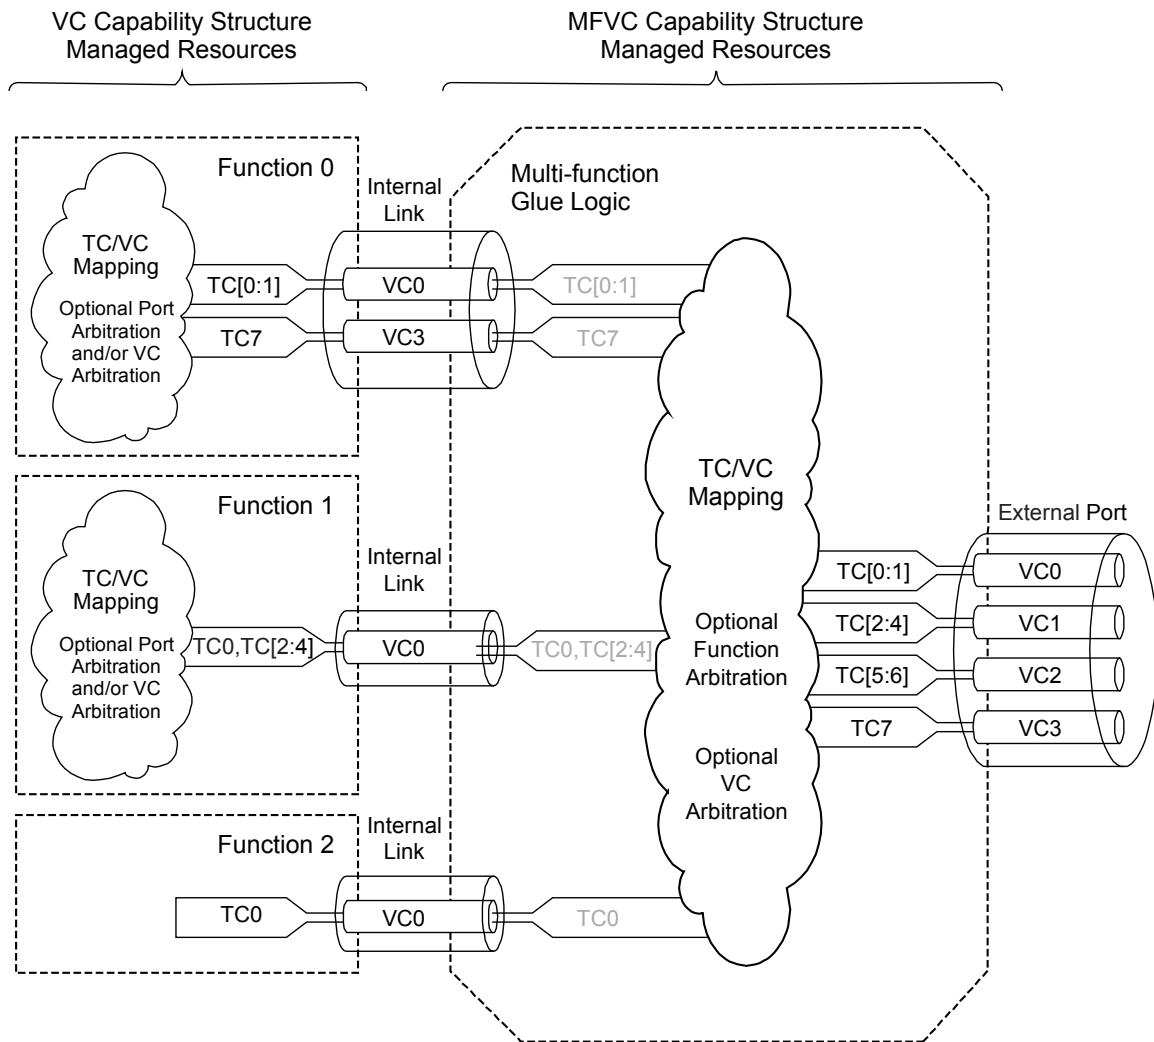 VC Capability Structure
Managed Resources
MFVC Capability Structure
Managed Resources
Function 0
Internal
Link
Multi-function
Glue Logic
TC/VC
Mapping
Optional Port
Arbitration
and/or VC
Arbitration
TC[0:1]
VC0
TC[0:1]
TC7
VC3
TC7
Function 1
Internal
Link
TC/VC
Mapping
Optional Port
Arbitration
and/or VC
Arbitration
TC0,TC[2:4]
VC0
TC0,TC[2:4]
Function 2
Internal
Link
TC0
VC0
TC0
TC/VC
Mapping
Optional
Function
Arbitration
Optional
VC
Arbitration
External Port
TC[0:1]
VC0
TC[2:4]
VC1
TC[5:6]
VC2
TC7
VC3